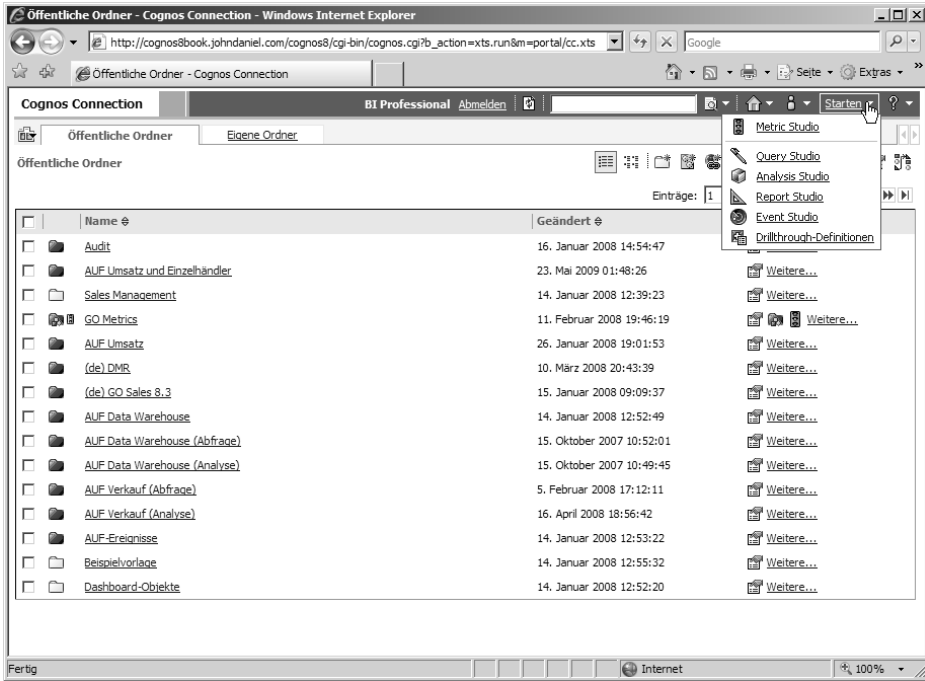 Öffentliche Ordner - Cognos Connection - Windows Internet Explorer
http://cognos8book.johndaniel.com/cognos8/cgi-bin/cognos.cgi?b_action=xts.run&m=portal/cc.xts
Google
Öffentliche Ordner - Cognos Connection
Seite
Extras
Cognos Connection
BI Professional Abmelden
Starten
?
Öffentliche Ordner
Eigene Ordner
Metric Studio
Query Studio
Analysis Studio
Report Studio
Event Studio
Drillthrough-Definitionen
Öffentliche Ordner
Einträge: 1
Name Geändert
Audit 16. Januar 2008 14:54:47
AUF Umsatz und Einzelhändler 23. Mai 2009 01:48:26 Weitere...
Sales Management 14. Januar 2008 12:39:23 Weitere...
GO Metrics 11. Februar 2008 19:46:19 Weitere...
AUF Umsatz 26. Januar 2008 19:01:53 Weitere...
(de) DMR 10. März 2008 20:43:39 Weitere...
(de) GO Sales 8.3 15. Januar 2008 09:09:37 Weitere...
AUF Data Warehouse 14. Januar 2008 12:52:49 Weitere...
AUF Data Warehouse (Abfrage) 15. Oktober 2007 10:52:01 Weitere...
AUF Data Warehouse (Analyse) 15. Oktober 2007 10:49:45 Weitere...
AUF Verkauf (Abfrage) 5. Februar 2008 17:12:11 Weitere...
AUF Verkauf (Analyse) 16. April 2008 18:56:42 Weitere...
AUF-Ereignisse 14. Januar 2008 12:53:22 Weitere...
Beispielvorlage 14. Januar 2008 12:55:32 Weitere...
Dashboard-Objekte 14. Januar 2008 12:52:20 Weitere...
Fertig
Internet
100%